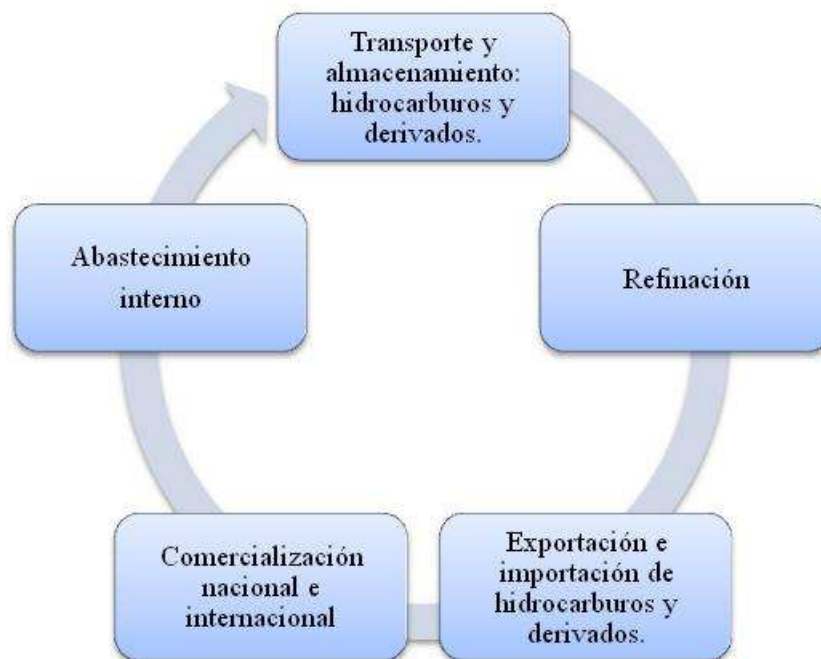 Transporte y
almacenamiento:
hidrocarburos y
derivados.
Refinación
Exportación e
importación de
hidrocarburos y
derivados.
Comercialización
nacional e
internacional
Abastecimiento
interno